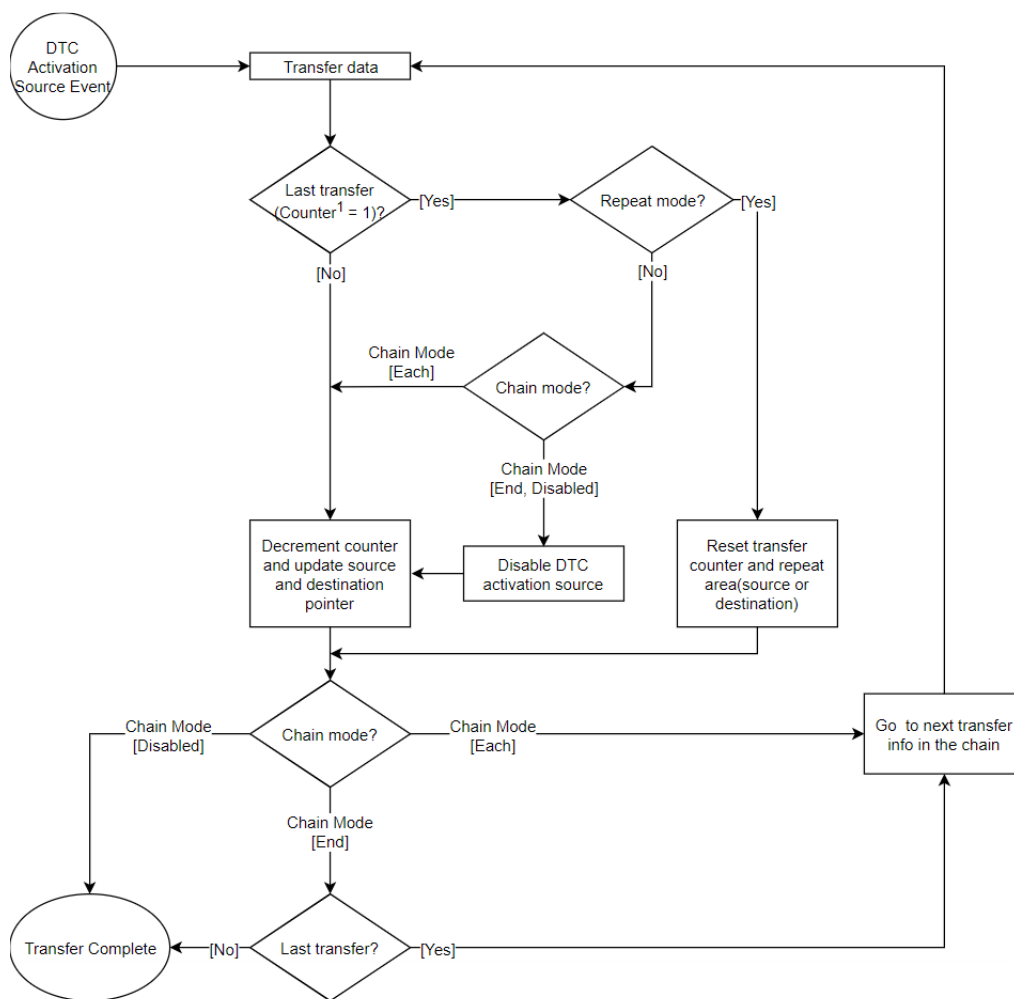 DTC
Activation
Source Event
Transfer data
Last transfer
(Counter¹ = 1)?
[Yes]
Repeat mode?
[Yes]
[No]
[No]
Chain Mode
[Each]
Chain mode?
Chain Mode
[End, Disabled]
Decrement counter
and update source
and destination
pointer
Disable DTC
activation source
Reset transfer
counter and repeat
area(source or
destination)
Chain Mode
[Disabled]
Chain mode?
Chain Mode
[Each]
Go to next transfer
info in the chain
Chain Mode
[End]
Transfer Complete
[No]
Last transfer?
[Yes]